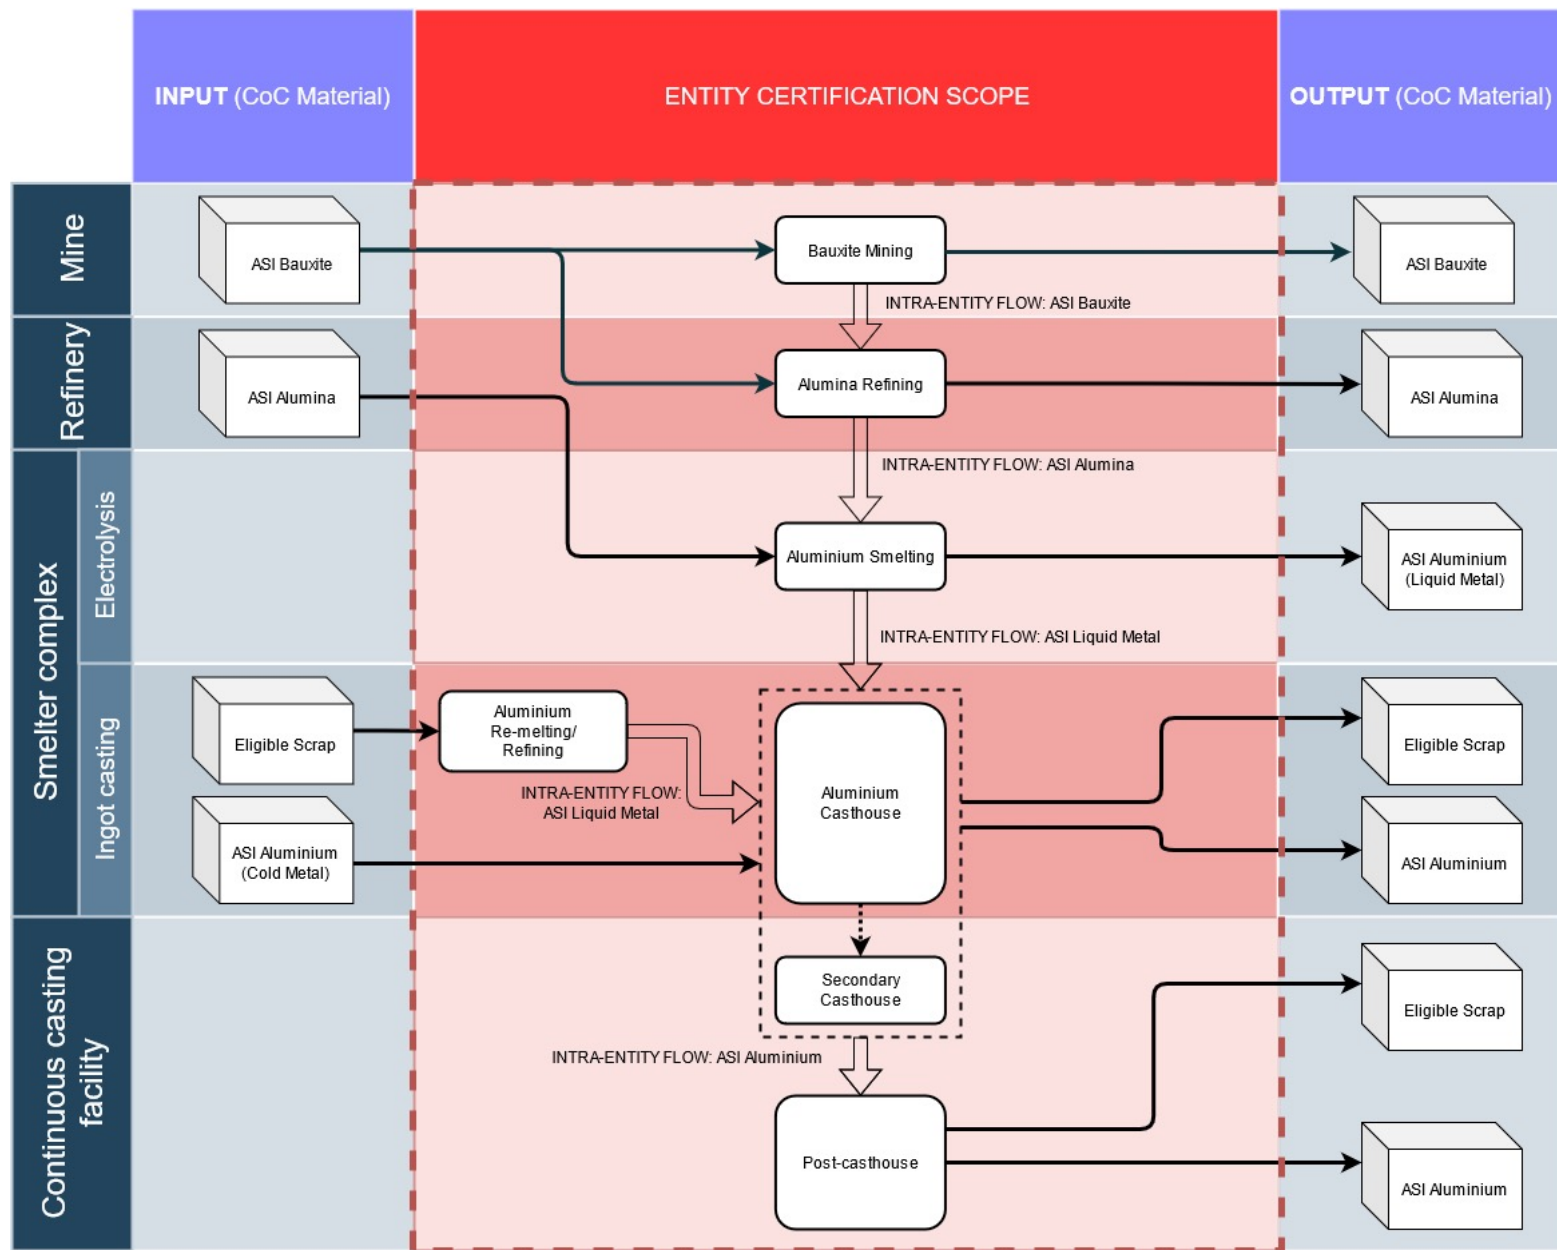 INPUT (CoC Material)
ENTITY CERTIFICATION SCOPE
OUTPUT (CoC Material)
Mine
ASI Bauxite
Bauxite Mining
ASI Bauxite
INTRA-ENTITY FLOW: ASI Bauxite
Refinery
ASI Alumina
Alumina Refining
ASI Alumina
INTRA-ENTITY FLOW: ASI Alumina
Smelter complex
Electrolysis
Aluminium Smelting
ASI Aluminium
(Liquid Metal)
INTRA-ENTITY FLOW: ASI Liquid Metal
Ingot casting
Eligible Scrap
Aluminium
Re-melting/
Refining
INTRA-ENTITY FLOW:
ASI Liquid Metal
Aluminium
Casthouse
Eligible Scrap
ASI Aluminium
(Cold Metal)
ASI Aluminium
Continuous casting
facility
Secondary
Casthouse
Eligible Scrap
INTRA-ENTITY FLOW: ASI Aluminium
Post-casthouse
ASI Aluminium